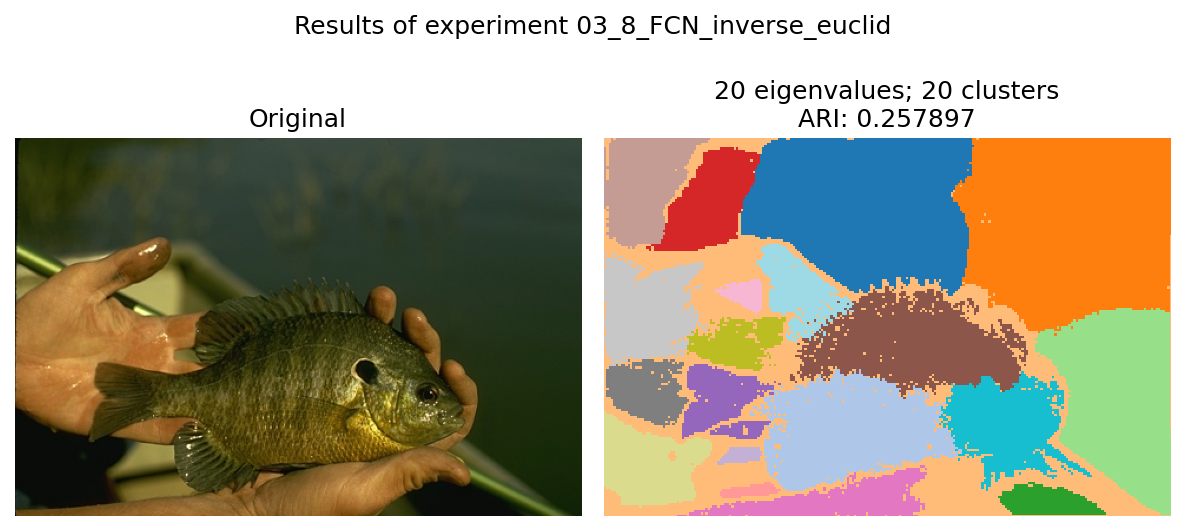 Results of experiment 03_8_FCN_inverse_euclid
Original
20 eigenvalues; 20 clusters
ARI: 0.257897